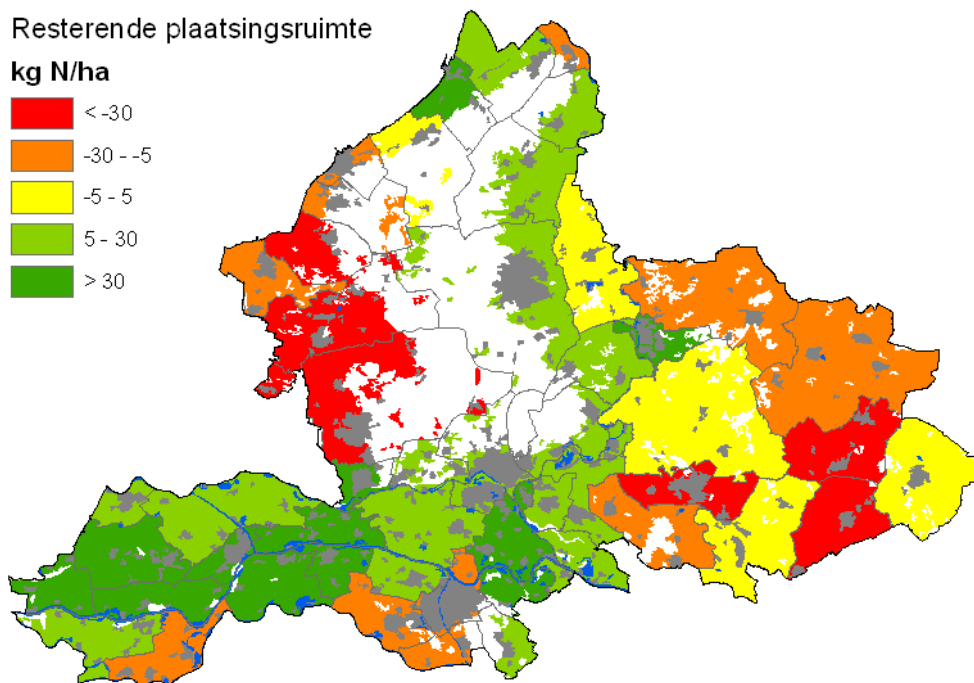 Resterende plaatsingsruimte
kg N/ha
< -30
-30 - -5
-5 - 5
5 - 30
> 30